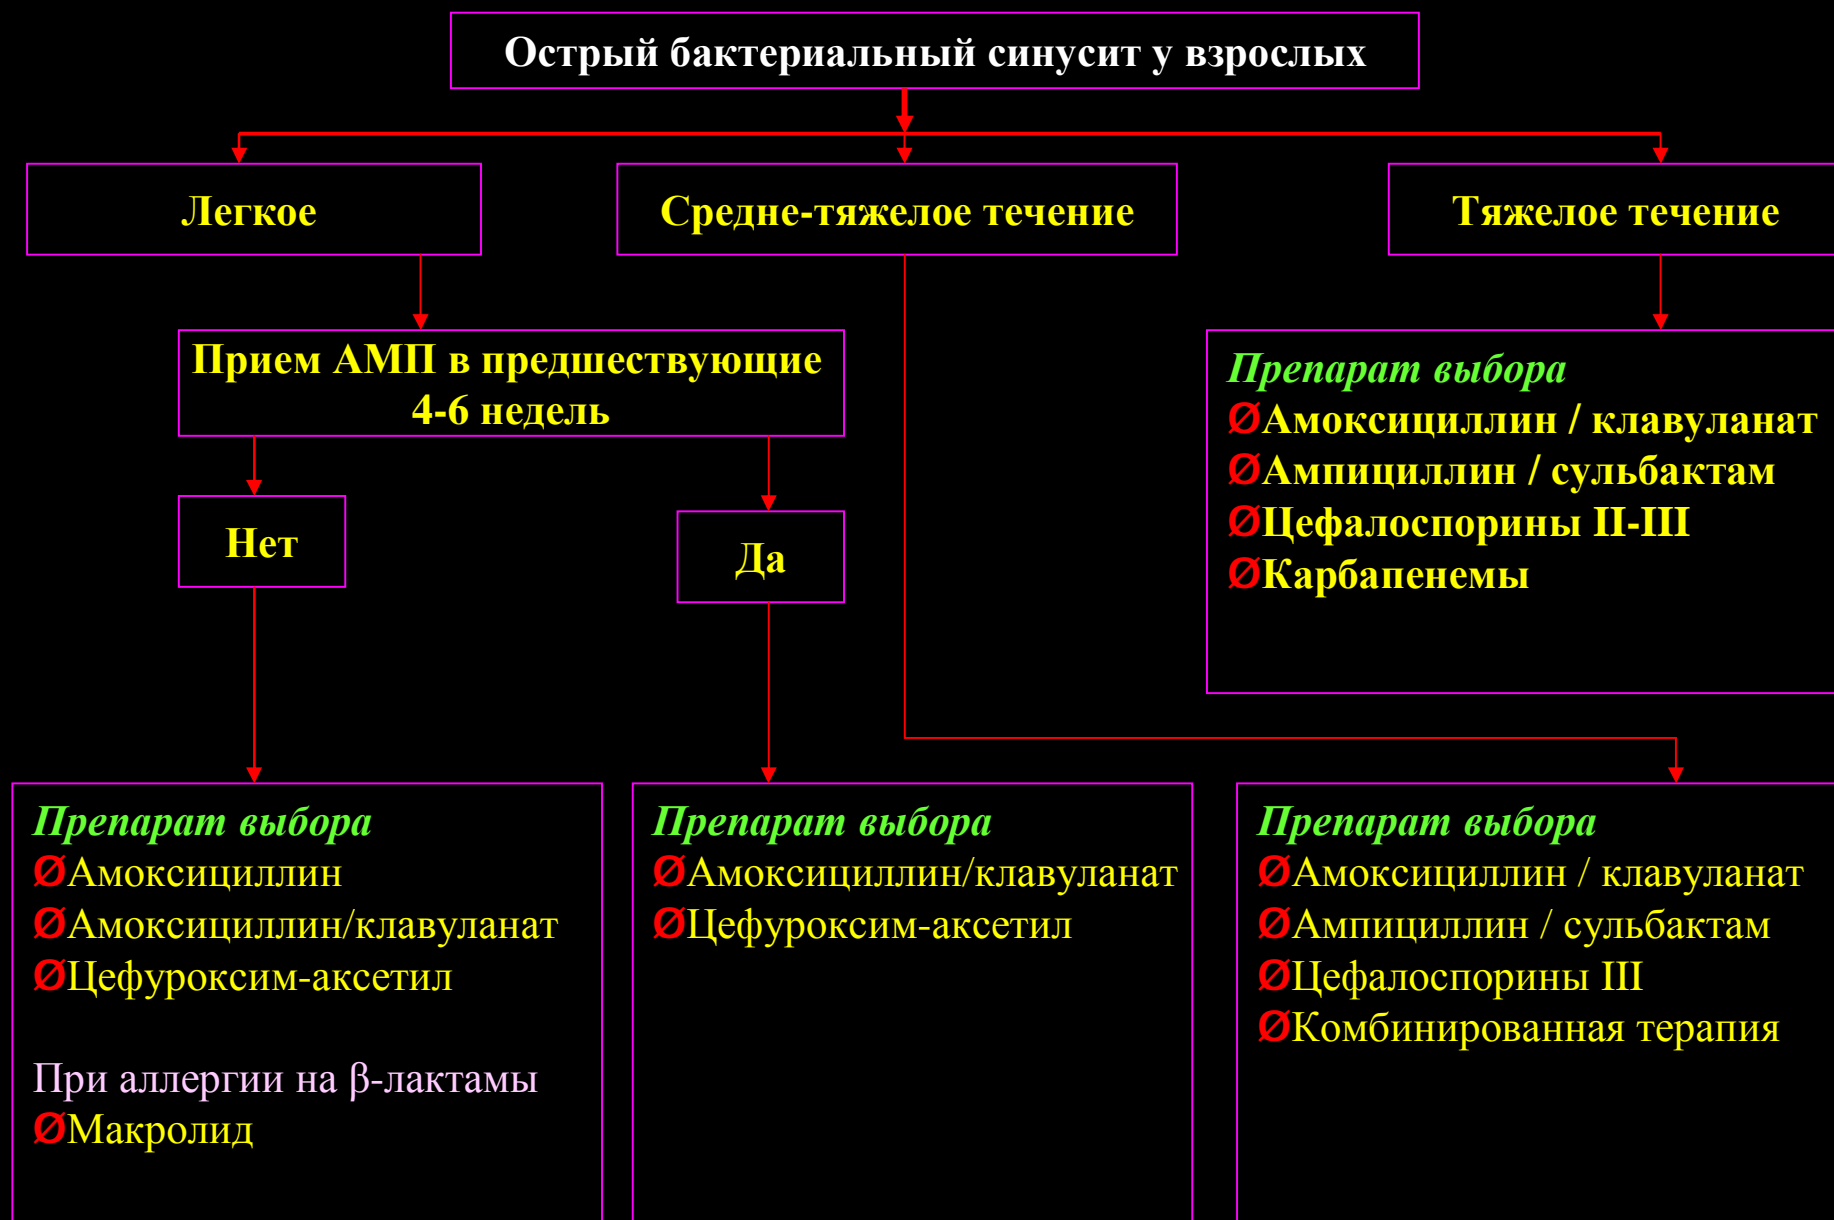 Острый бактериальный синусит у взрослых
Легкое
Средне-тяжелое течение
Тяжелое течение
Прием АМП в предшествующие
4-6 недель
Нет
Да
Препарат выбора
ØАмоксициллин / клавуланат
ØАмпициллин / сульбактам
ØЦефалоспорины II-III
ØКарбапенемы
Препарат выбора
ØАмоксициллин
ØАмоксициллин/клавуланат
ØЦефуроксим-аксетил
При аллергии на β-лактамы
ØМакролид
Препарат выбора
ØАмоксициллин/клавуланат
ØЦефуроксим-аксетил
Препарат выбора
ØАмоксициллин / клавуланат
ØАмпициллин / сульбактам
ØЦефалоспорины III
ØКомбинированная терапия